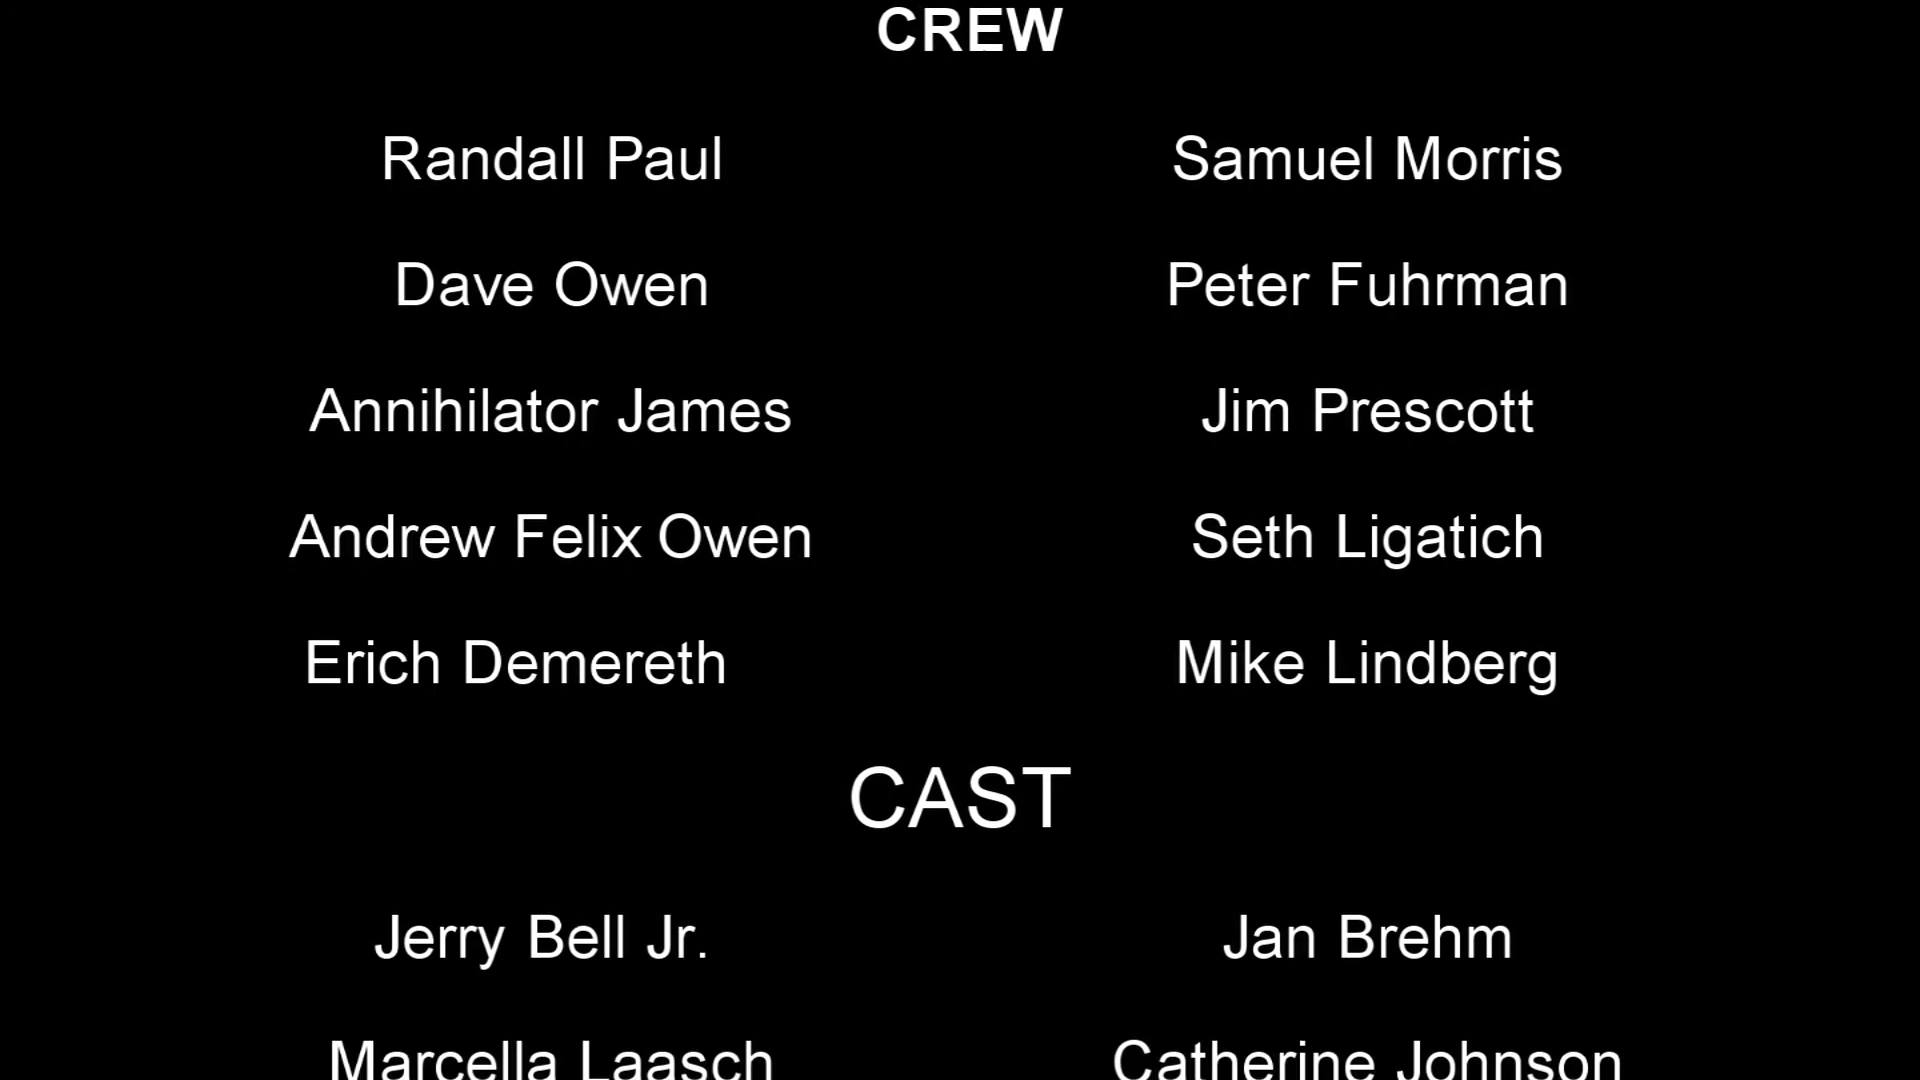 CREW
Randall Paul Samuel Morris
Dave Owen Peter Fuhrman
Annihilator James Jim Prescott
Andrew Felix Owen Seth Ligatich
Erich Demereth Mike Lindberg
CAST
Jerry Bell Jr. Jan Brehm
Marcella Laasch Catherine Johnson